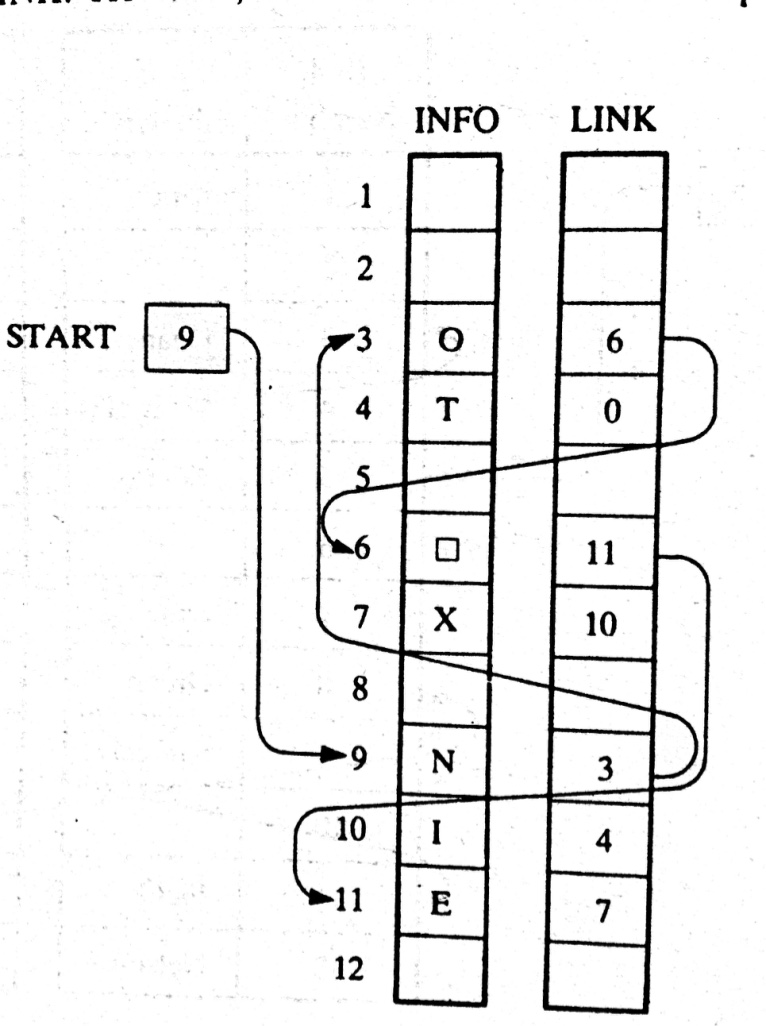 INFO LINK
1
2
START 9 3 O 6
4 T 0
5
6 □ 11
7 X 10
8
9 N 3
10 I 4
11 E 7
12